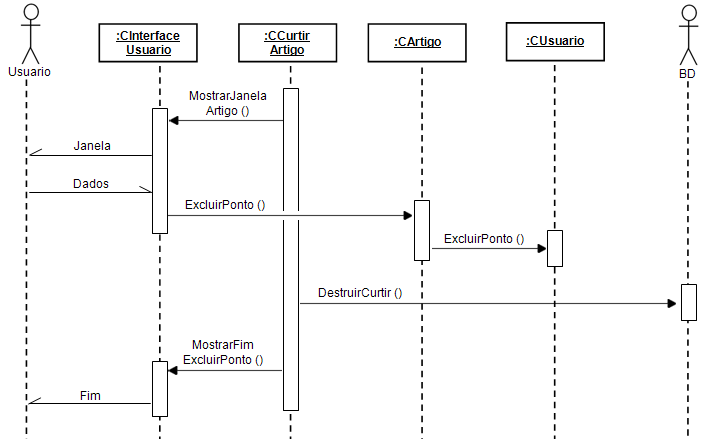 :CInterface
Usuario
:CCurtir
Artigo
:CArtigo
:CUsuario
Usuario
BD
MostrarJanela
Artigo ()
Janela
Dados
ExcluirPonto ()
ExcluirPonto ()
DestruirCurtir ()
MostrarFim
ExcluirPonto ()
Fim